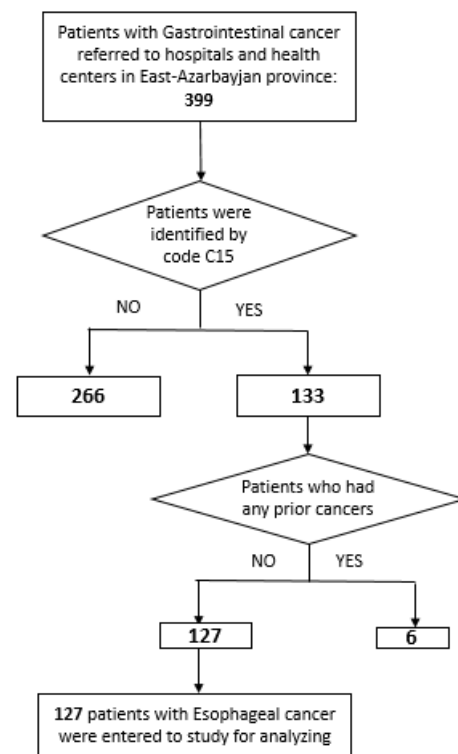 Patients with Gastrointestinal cancer
referred to hospitals and health
centers in East-Azarbayjan province:
399
Patients were
identified by
code C15
NO
YES
266
133
Patients who had
any prior cancers
NO
YES
127
6
127 patients with Esophageal cancer
were entered to study for analyzing